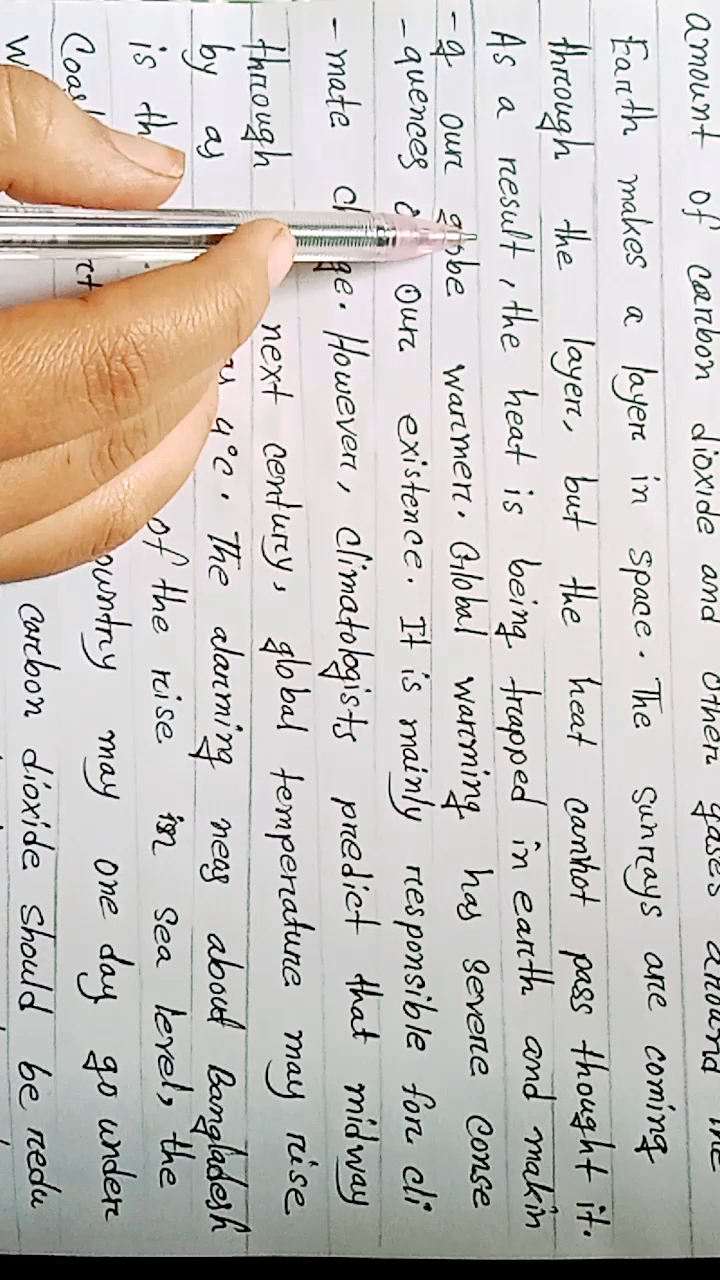 amount of carbon dioxide and other gases around the
Earth makes a layer in space. The sunrays are coming
through the layer, but the heat cannot pass thought it.
As a result, the heat is being trapped in earth and makin
-g our globe warmer. Global warming has severe conse
-quences our existence. It is mainly responsible for cli
-mate change. However, climatologists predict that midway
through next century, global temperature may rise
by as 4°C. The alarming news about Bangladesh
is of the rise in sea level, the
country may one day go under
carbon dioxide should be redu